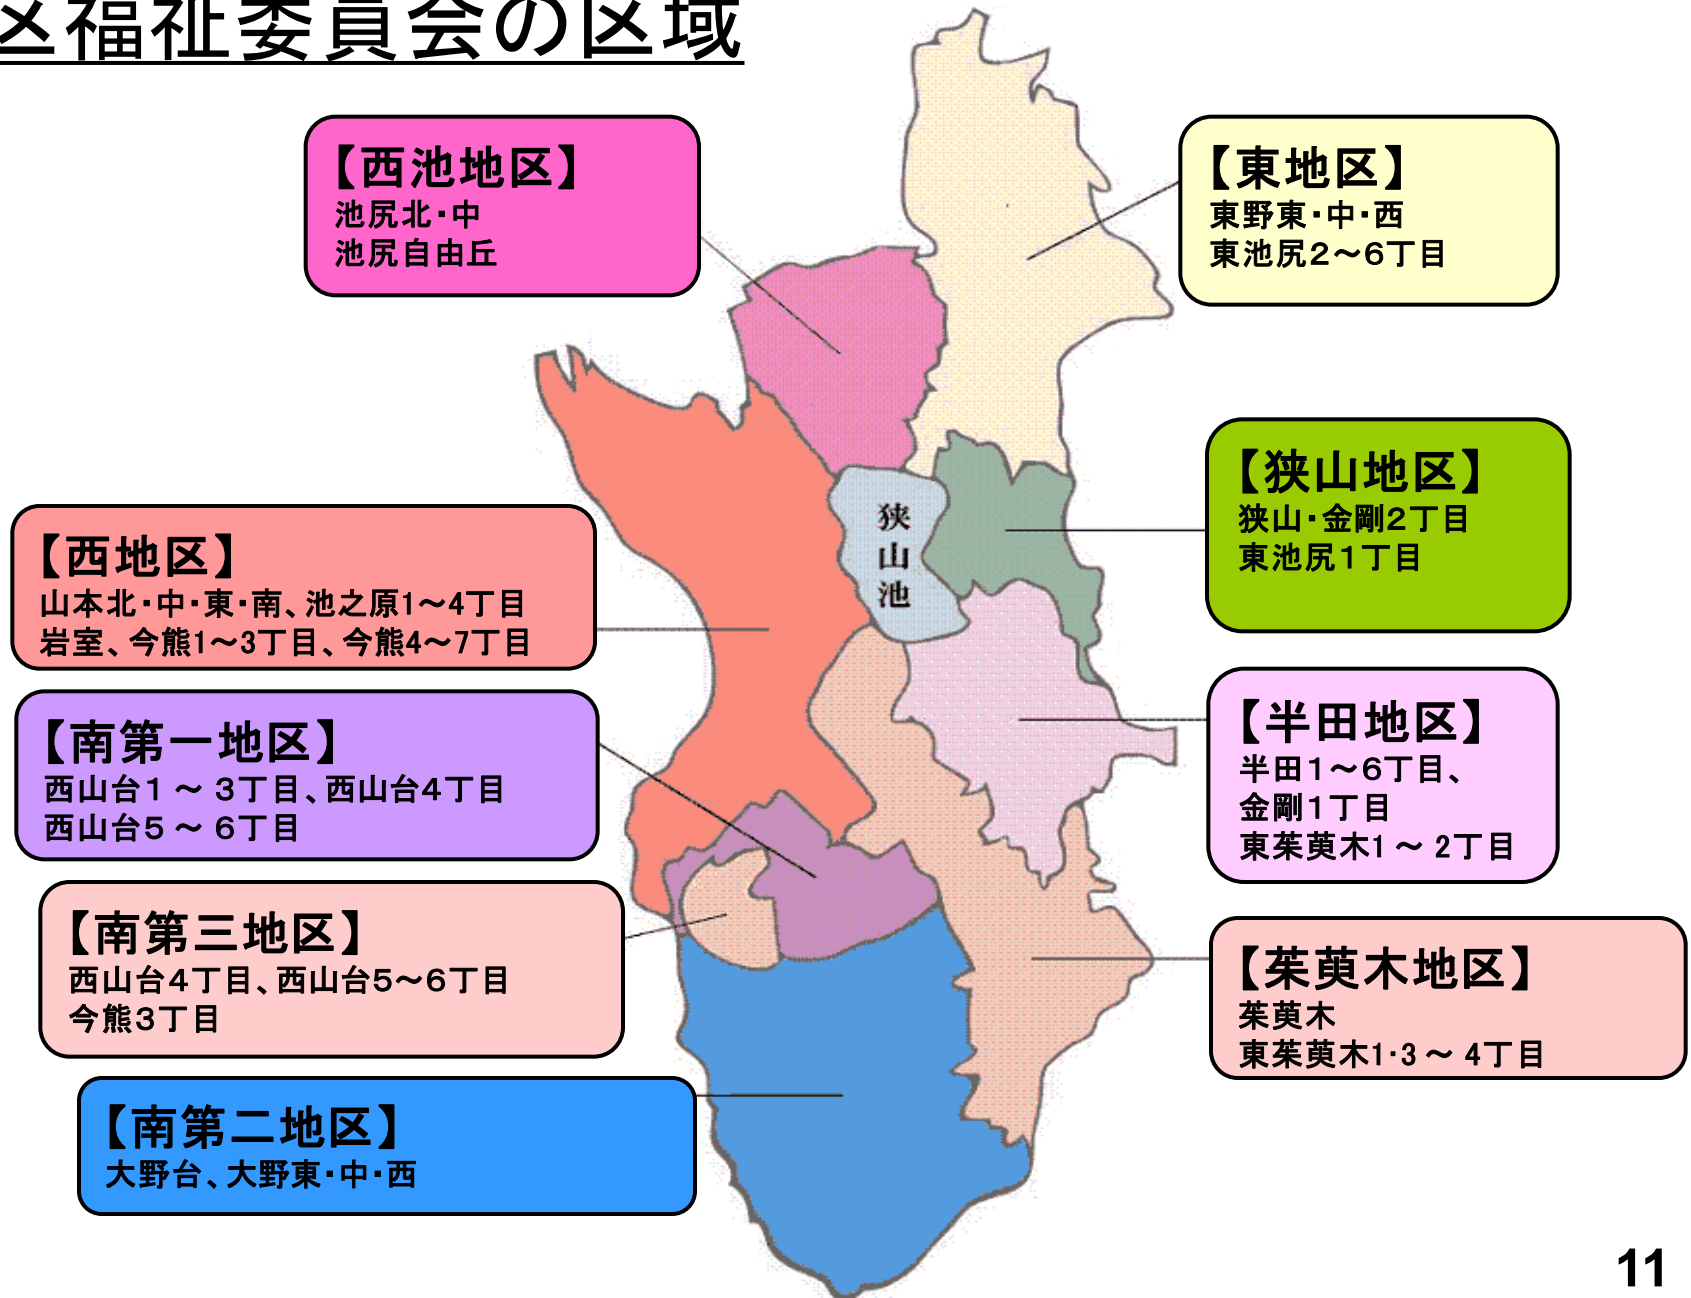 区福祉委員会の区域
【西池地区】
池尻北・中
池尻自由丘
【東地区】
東野東・中・西
東池尻2～6丁目
【狭山地区】
狭山・金剛2丁目
東池尻1丁目
狭山池
【西地区】
山本北・中・東・南、池之原1～4丁目
岩室、今熊1～3丁目、今熊4～7丁目
【南第一地区】
西山台1 ～ 3丁目、西山台4丁目
西山台5 ～ 6丁目
【半田地区】
半田1～6丁目、
金剛1丁目
東茱萸木1 ～ 2丁目
【南第三地区】
西山台4丁目、西山台5～6丁目
今熊3丁目
【茱萸木地区】
茱萸木
東茱萸木1・3 ～ 4丁目
【南第二地区】
大野台、大野東・中・西
11